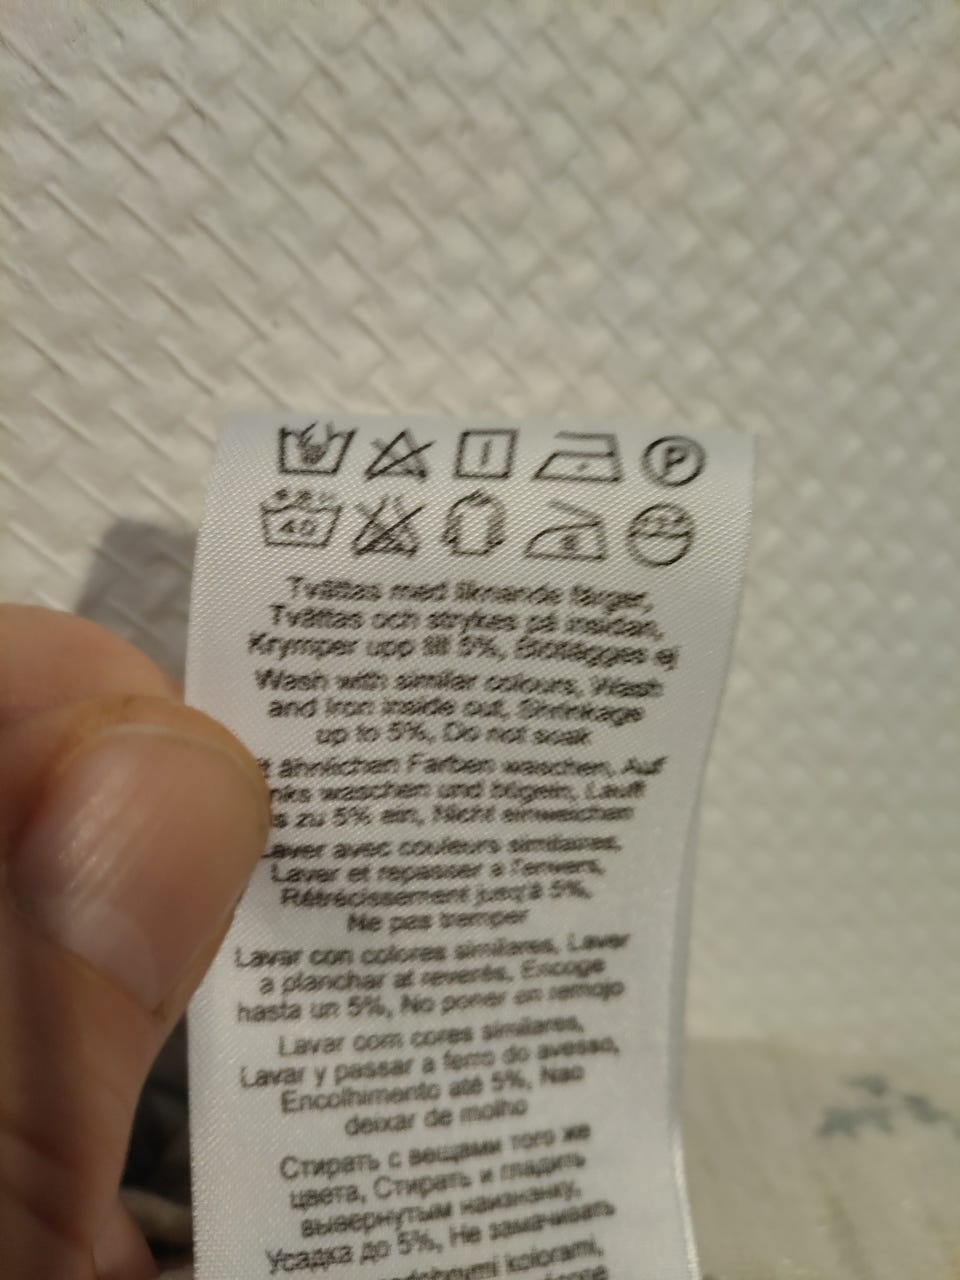 P
40
Tvättas med liknande färger,
Tvättas och strykes på insidan,
Krymper upp till 5%, Blötlägges ej
Wash with similar colours, Wash
and Iron inside out, Shrinkage
up to 5%, Do not soak
ähnlichen Farben waschen, Auf
waschen und bügeln, Läuft
zu 5% ein, Nicht einweichen
Laver avec couleurs similaires,
Laver et repasser a l'envers,
Rétrécissement jusq'à 5%,
Ne pas tremper
Lavar con colores similares, Lavar
a planchar al reverés, Encoge
hasta un 5%, No poner en remojo
Lavar com cores similares,
Lavar y passar a ferro do avesso,
Encolhimento até 5%, Nao
deixar de molho
Стирать с вещами того же
цвета, Стирать и гладить
вывернутым наизнанку,
Усадка до 5%, Не замачивать
kolorami,